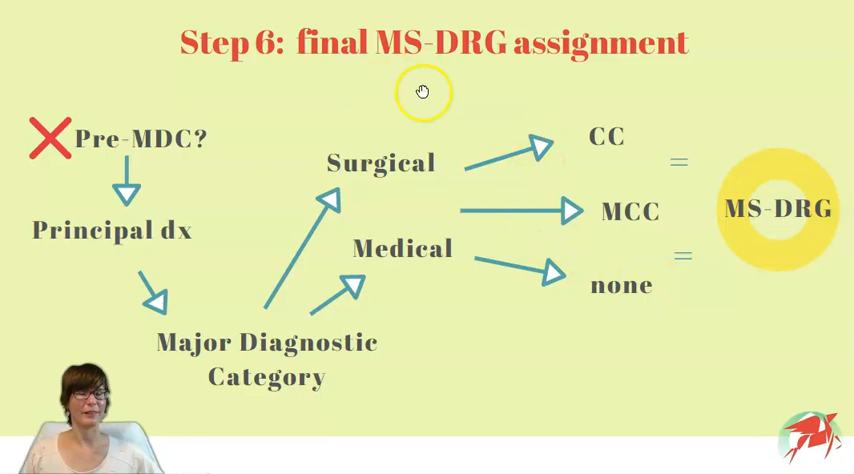 Step 6: final MS-DRG assignment
Pre-MDC?
Principal dx
Major Diagnostic
Category
Surgical
Medical
CC
=
MCC
=
none
MS-DRG